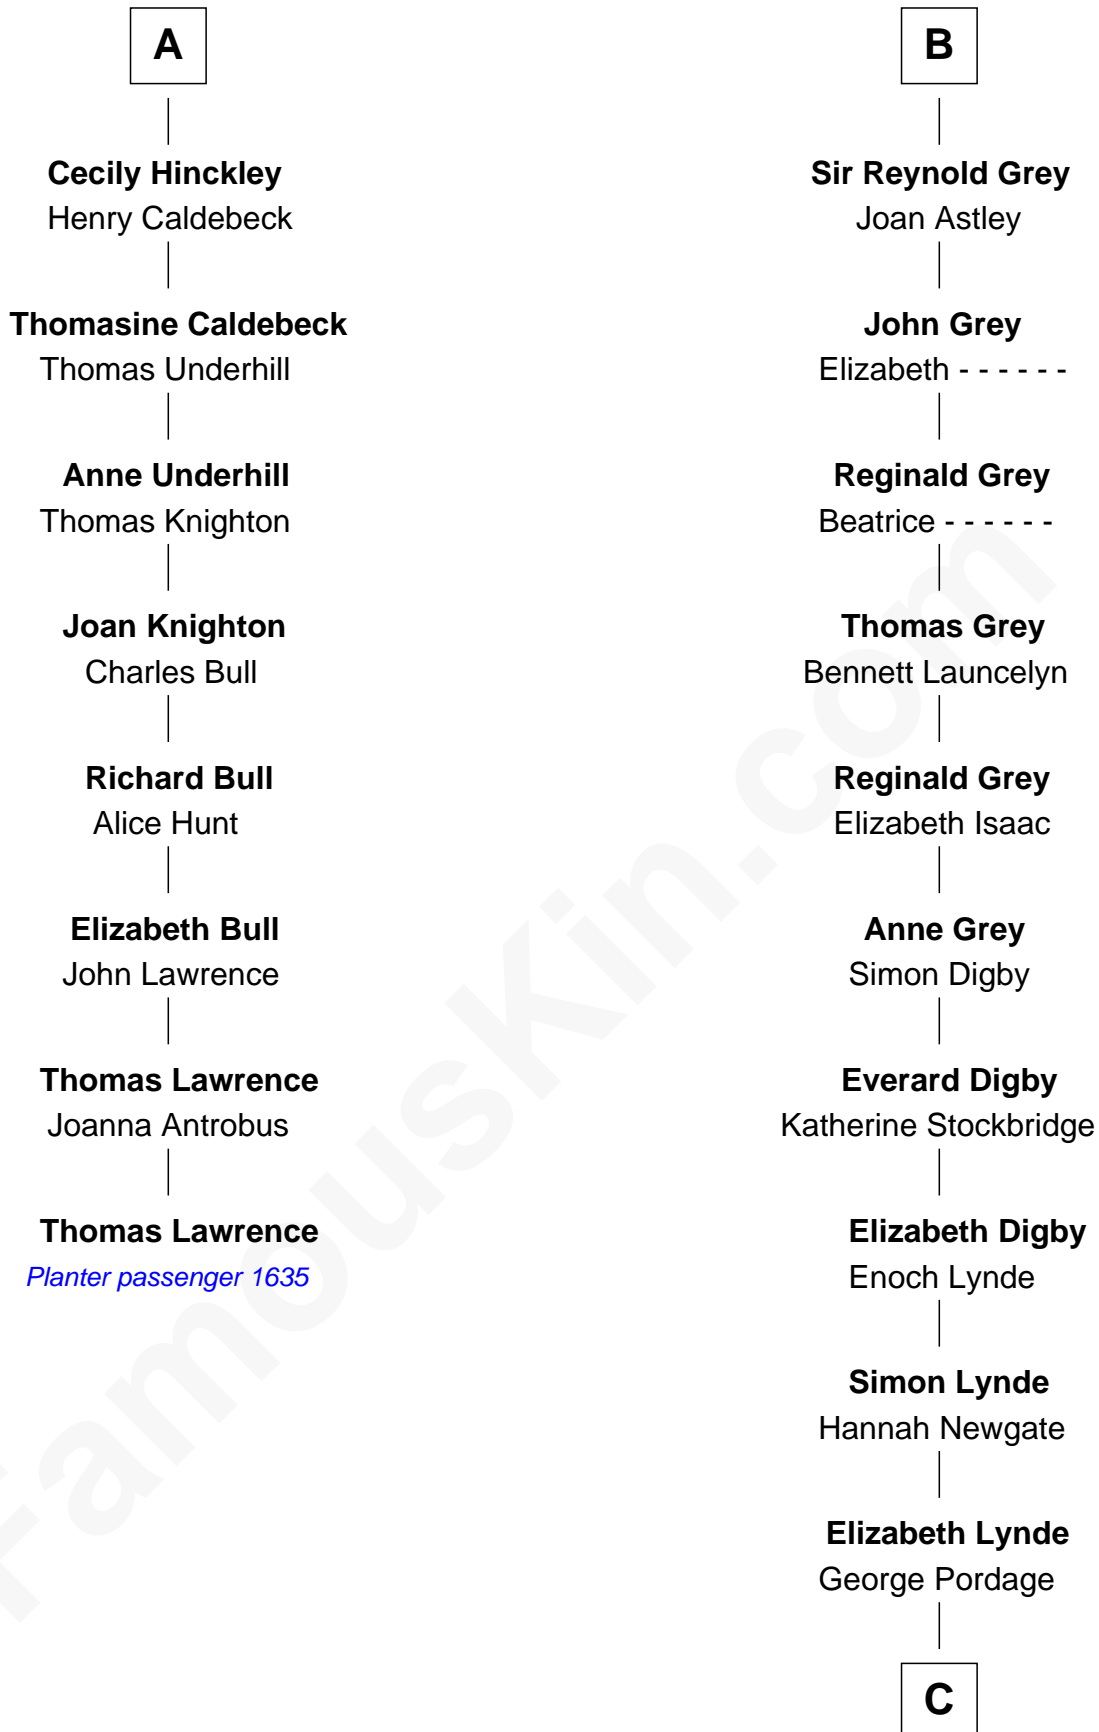 A
Cecily Hinckley
Henry Caldebeck
Thomasine Caldebeck
Thomas Underhill
Anne Underhill
Thomas Knighton
Joan Knighton
Charles Bull
Richard Bull
Alice Hunt
Elizabeth Bull
John Lawrence
Thomas Lawrence
Joanna Antrobus
Thomas Lawrence
Planter passenger 1635
B
Sir Reynold Grey
Joan Astley
John Grey
Elizabeth - - - - - -
Reginald Grey
Beatrice - - - - - -
Thomas Grey
Bennett Launcelyn
Reginald Grey
Elizabeth Isaac
Anne Grey
Simon Digby
Everard Digby
Katherine Stockbridge
Elizabeth Digby
Enoch Lynde
Simon Lynde
Hannah Newgate
Elizabeth Lynde
George Pordage
C
FamousKin.com